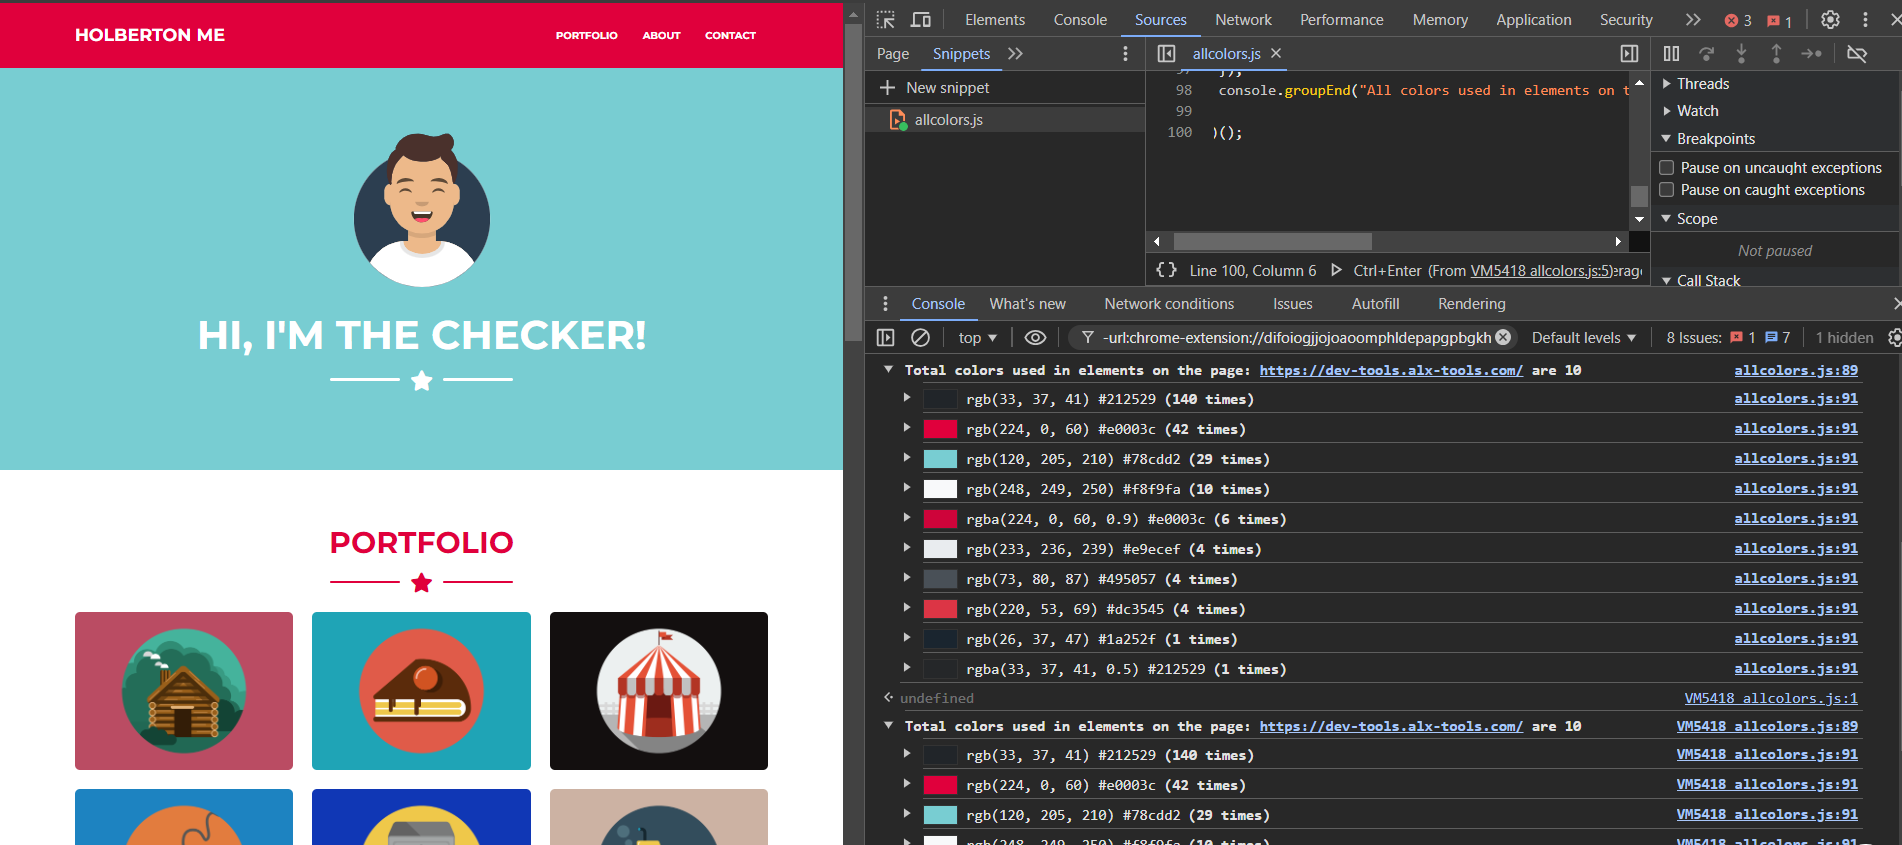 HOLBERTON ME
PORTFOLIO ABOUT CONTACT
HI, I'M THE CHECKER!
PORTFOLIO
Elements Console Sources Network Performance Memory Application Security 3 1
Page Snippets
New snippet
allcolors.js
allcolors.js
98 console.groupEnd("All colors used in elements on t
99
100 )();
{} Line 100, Column 6 Ctrl+Enter (From VM5418 allcolors.js:5)
Threads
Watch
Breakpoints
Pause on uncaught exceptions
Pause on caught exceptions
Scope
Not paused
Call Stack
Console What's new Network conditions Issues Autofill Rendering
top -url:chrome-extension://difoiogjjojoaoomphldepapgpbgkh Default levels 8 Issues: 1 7 1 hidden
Total colors used in elements on the page: https://dev-tools.alx-tools.com/ are 10 allcolors.js:89
rgb(33, 37, 41) #212529 (140 times) allcolors.js:91
rgb(224, 0, 60) #e0003c (42 times) allcolors.js:91
rgb(120, 205, 210) #78cdd2 (29 times) allcolors.js:91
rgb(248, 249, 250) #f8f9fa (10 times) allcolors.js:91
rgba(224, 0, 60, 0.9) #e0003c (6 times) allcolors.js:91
rgb(233, 236, 239) #e9ecef (4 times) allcolors.js:91
rgb(73, 80, 87) #495057 (4 times) allcolors.js:91
rgb(220, 53, 69) #dc3545 (4 times) allcolors.js:91
rgb(26, 37, 47) #1a252f (1 times) allcolors.js:91
rgba(33, 37, 41, 0.5) #212529 (1 times) allcolors.js:91
undefined VM5418 allcolors.js:1
Total colors used in elements on the page: https://dev-tools.alx-tools.com/ are 10 VM5418 allcolors.js:89
rgb(33, 37, 41) #212529 (140 times) VM5418 allcolors.js:91
rgb(224, 0, 60) #e0003c (42 times) VM5418 allcolors.js:91
rgb(120, 205, 210) #78cdd2 (29 times) VM5418 allcolors.js:91
rgb(248, 249, 250) #f8f9fa (10 times) VM5418 allcolors.js:91